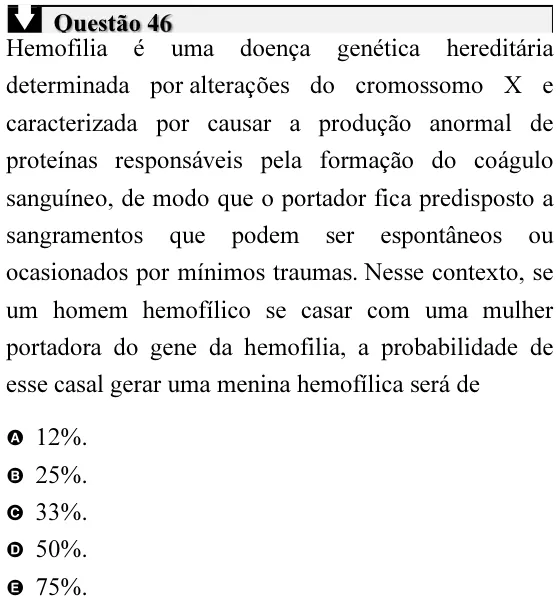 Questão 46
Hemofilia é uma doença genética hereditária
determinada por alterações do cromossomo X e
caracterizada por causar a produção anormal de
proteínas responsáveis pela formação do coágulo
sanguíneo, de modo que o portador fica predisposto a
sangramentos que podem ser espontâneos ou
ocasionados por mínimos traumas. Nesse contexto, se
um homem hemofílico se casar com uma mulher
portadora do gene da hemofilia, a probabilidade de
esse casal gerar uma menina hemofílica será de
A 12%.
B 25%.
C 33%.
D 50%.
E 75%.